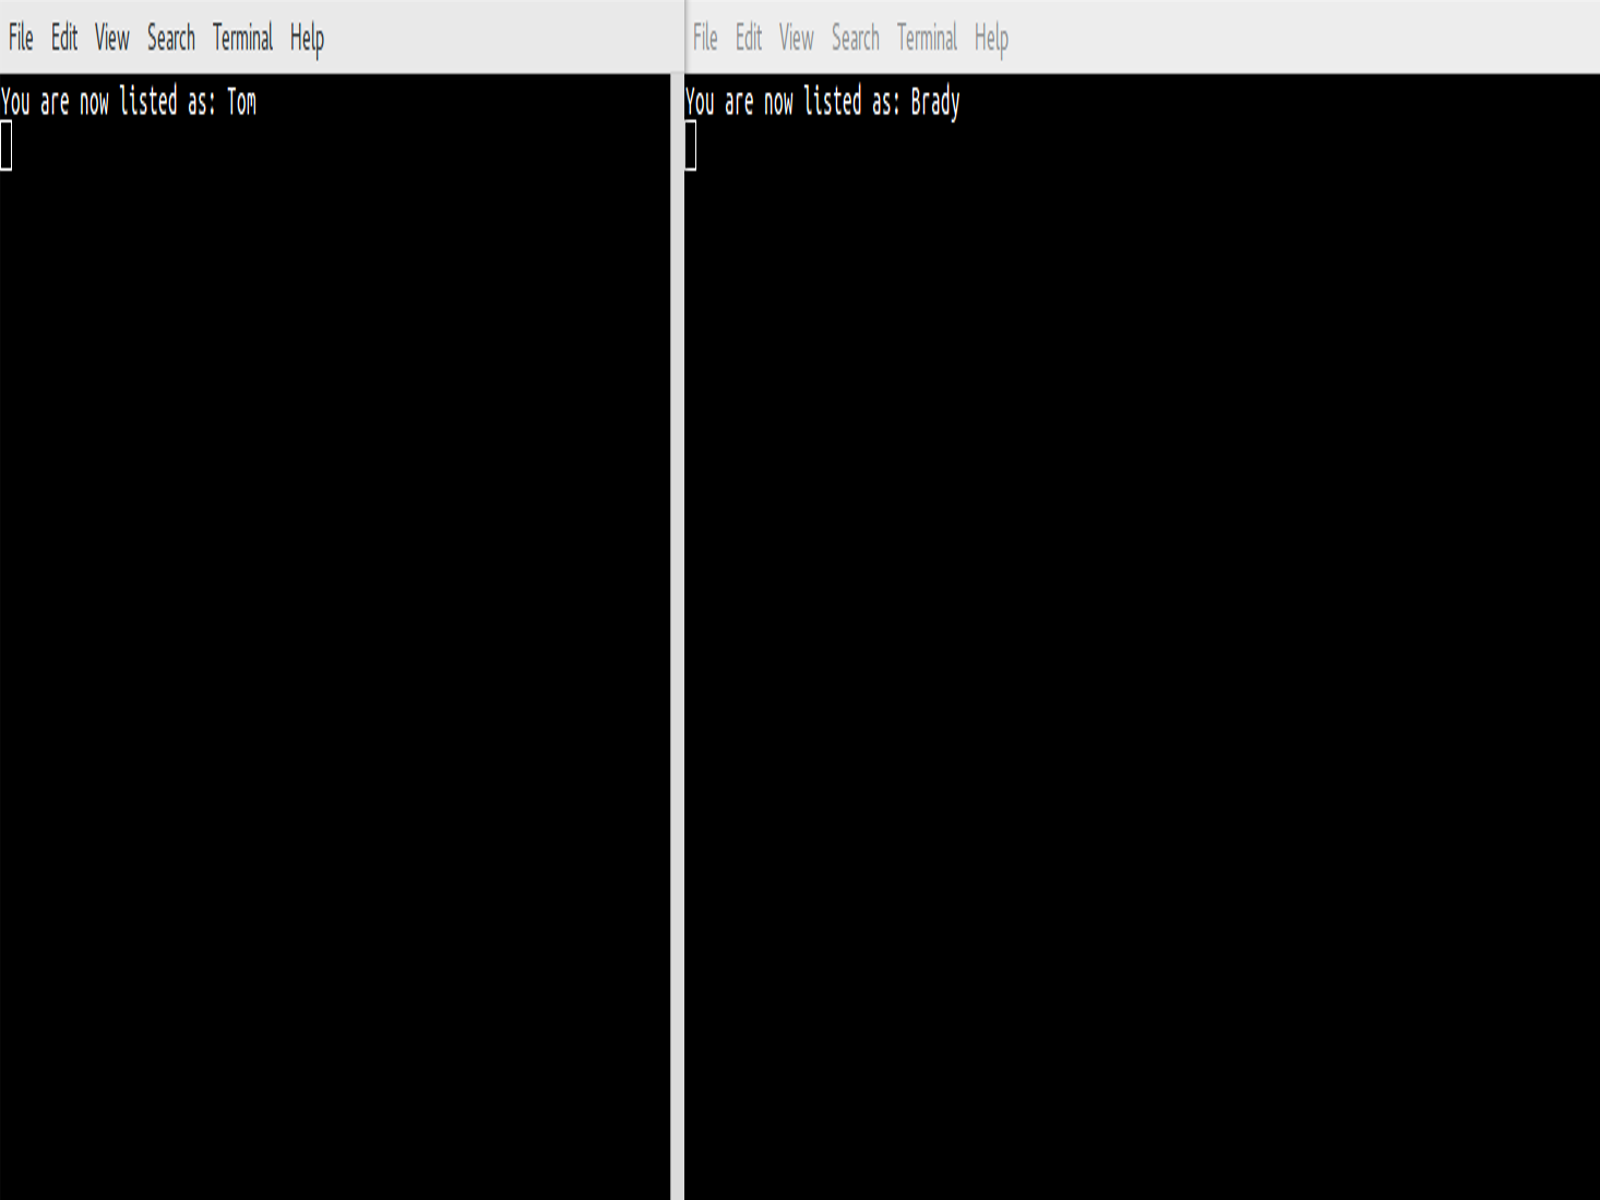 File Edit View Search Terminal Help
You are now listed as: Tom
File Edit View Search Terminal Help
You are now listed as: Brady